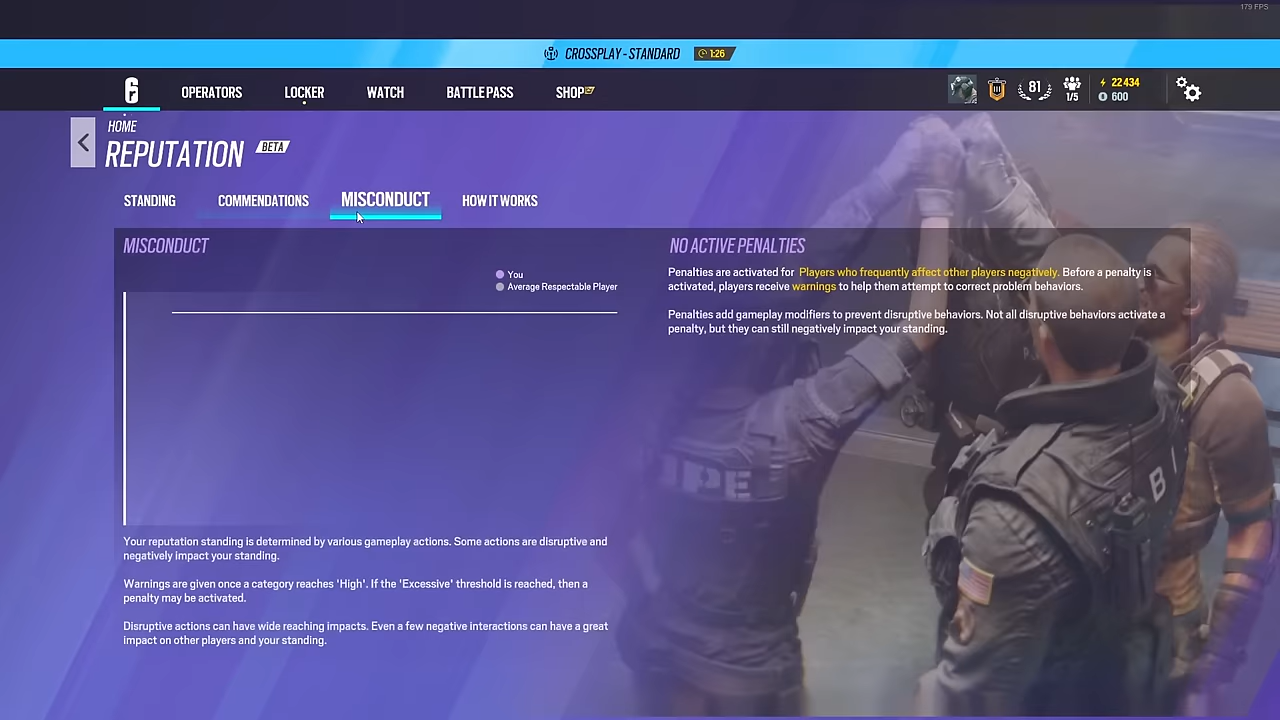 179 FPS
CROSSPLAY - STANDARD 1:26
6 OPERATORS LOCKER WATCH BATTLE PASS SHOP
III 81 1/5 22 434
600
HOME
REPUTATION BETA
STANDING COMMENDATIONS MISCONDUCT HOW IT WORKS
MISCONDUCT
You
Average Respectable Player
Your reputation standing is determined by various gameplay actions. Some actions are disruptive and
negatively impact your standing.
Warnings are given once a category reaches 'High'. If the 'Excessive' threshold is reached, then a
penalty may be activated.
Disruptive actions can have wide reaching impacts. Even a few negative interactions can have a great
impact on other players and your standing.
NO ACTIVE PENALTIES
Penalties are activated for Players who frequently affect other players negatively. Before a penalty is
activated, players receive warnings to help them attempt to correct problem behaviors.
Penalties add gameplay modifiers to prevent disruptive behaviors. Not all disruptive behaviors activate a
penalty, but they can still negatively impact your standing.